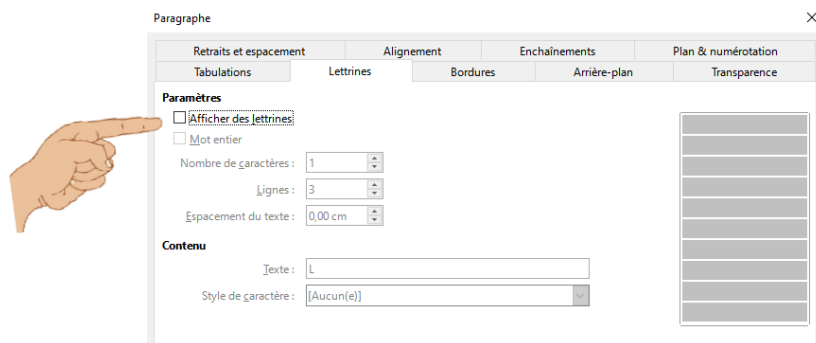 Paragraphe
Retraits et espacement Alignement Enchaînements Plan & numérotation
Tabulations Lettrines Bordures Arrière-plan Transparence
Paramètres
Afficher des lettrines
Mot entier
Nombre de caractères : 1
Lignes : 3
Espacement du texte : 0,00 cm
Contenu
Texte : L
Style de caractère : [Aucun(e)]